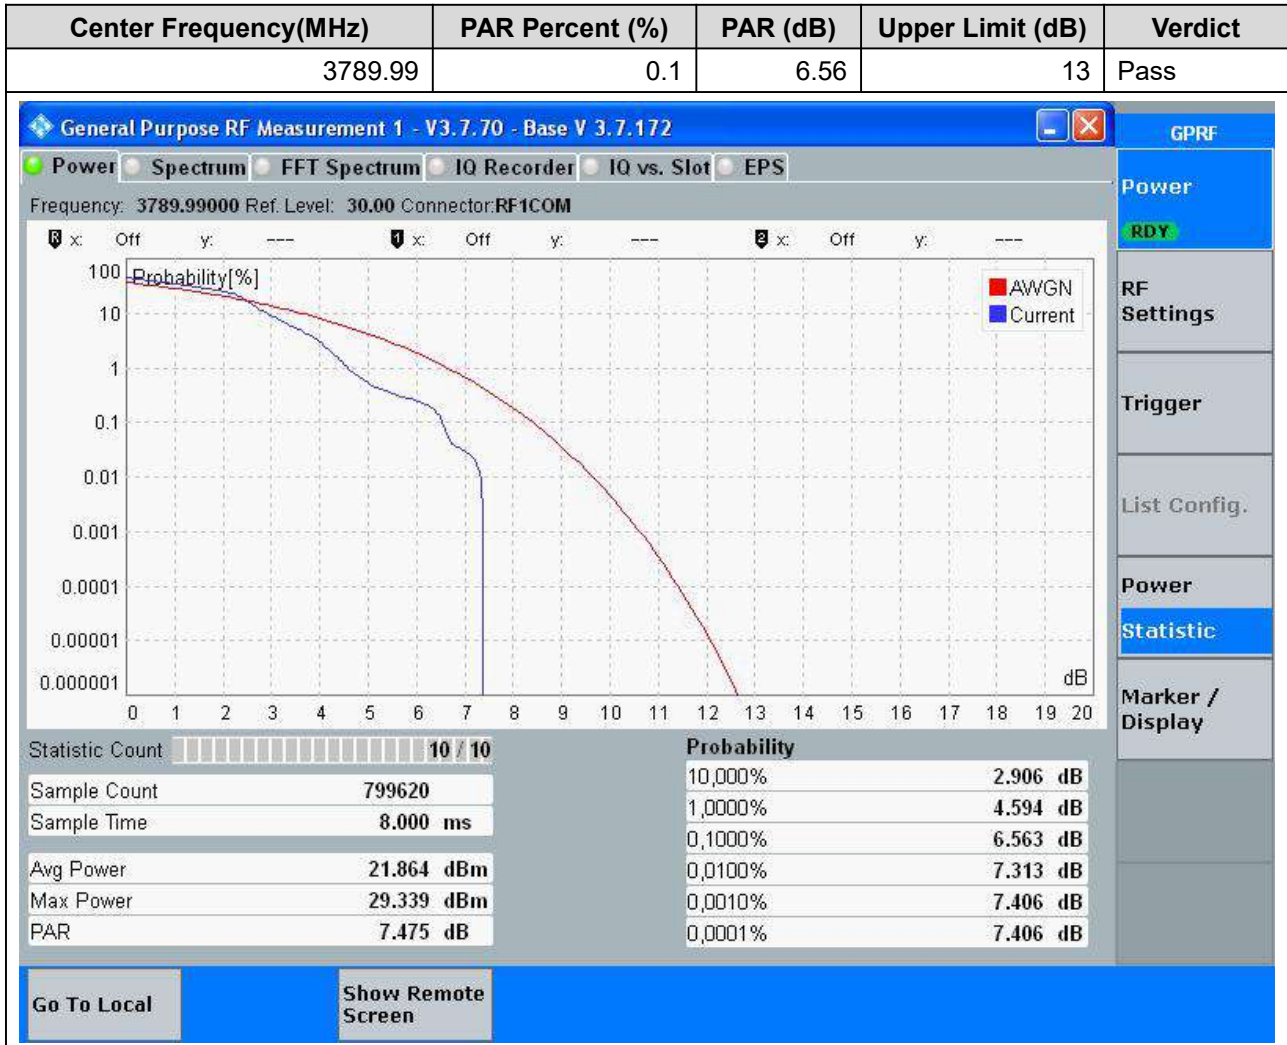 Center Frequency(MHz) PAR Percent (%) PAR (dB) Upper Limit (dB) Verdict
3789.99 0.1 6.56 13 Pass
General Purpose RF Measurement 1 - V3.7.70 - Base V 3.7.172
GPRF
Power Spectrum FFT Spectrum IQ Recorder IQ vs. Slot EPS
Frequency: 3789.99000 Ref. Level: 30.00 Connector:RF1COM
R x: Off y: --- 1 x: Off y: --- 2 x: Off y: ---
Probability[%]
AWGN
Current
100
10
1
0.1
0.01
0.001
0.0001
0.00001
0.000001
dB
0 1 2 3 4 5 6 7 8 9 10 11 12 13 14 15 16 17 18 19 20
Statistic Count 10 / 10
Sample Count 799620
Sample Time 8.000 ms
Avg Power 21.864 dBm
Max Power 29.339 dBm
PAR 7.475 dB
Probability
10,000% 2.906 dB
1,0000% 4.594 dB
0,1000% 6.563 dB
0,0100% 7.313 dB
0,0010% 7.406 dB
0,0001% 7.406 dB
Power
RDY
RF
Settings
Trigger
List Config.
Power
Statistic
Marker /
Display
Go To Local
Show Remote
Screen